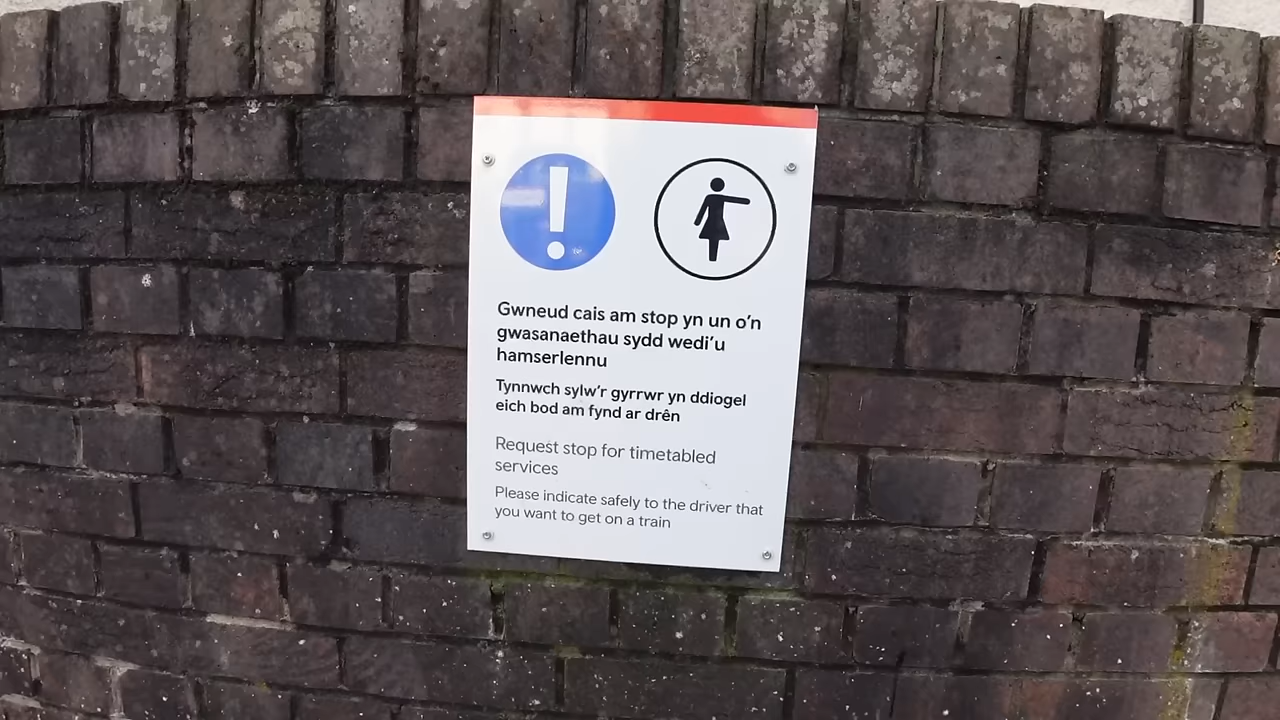 Gwneud cais am stop yn un o'n
gwasanaethau sydd wedi'u
hamserlennu
Tynnwch sylw'r gyrrwr yn ddiogel
eich bod am fynd ar drên
Request stop for timetabled
services
Please indicate safely to the driver that
you want to get on a train